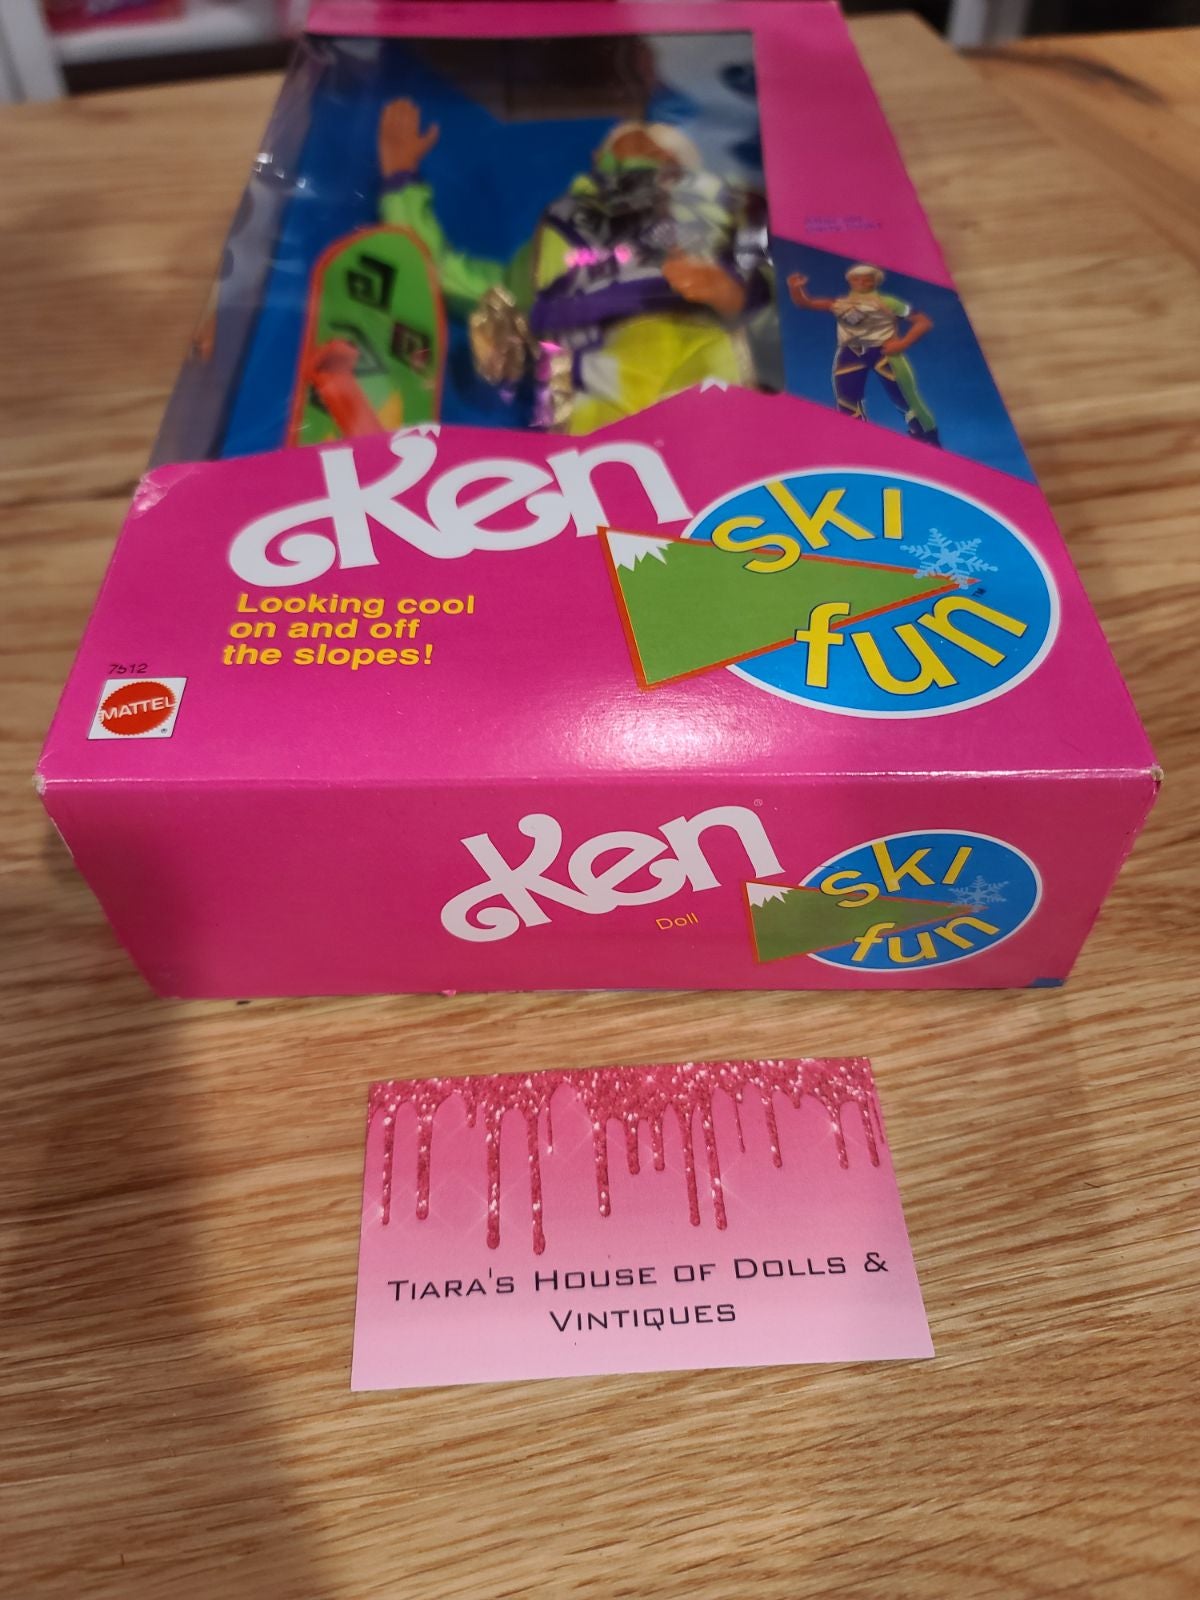 Ken
ski
fun™
Looking cool
on and off
the slopes!
7512
MATTEL®
Ken®
Doll
ski
fun
TIARA'S HOUSE OF DOLLS &
VINTIQUES